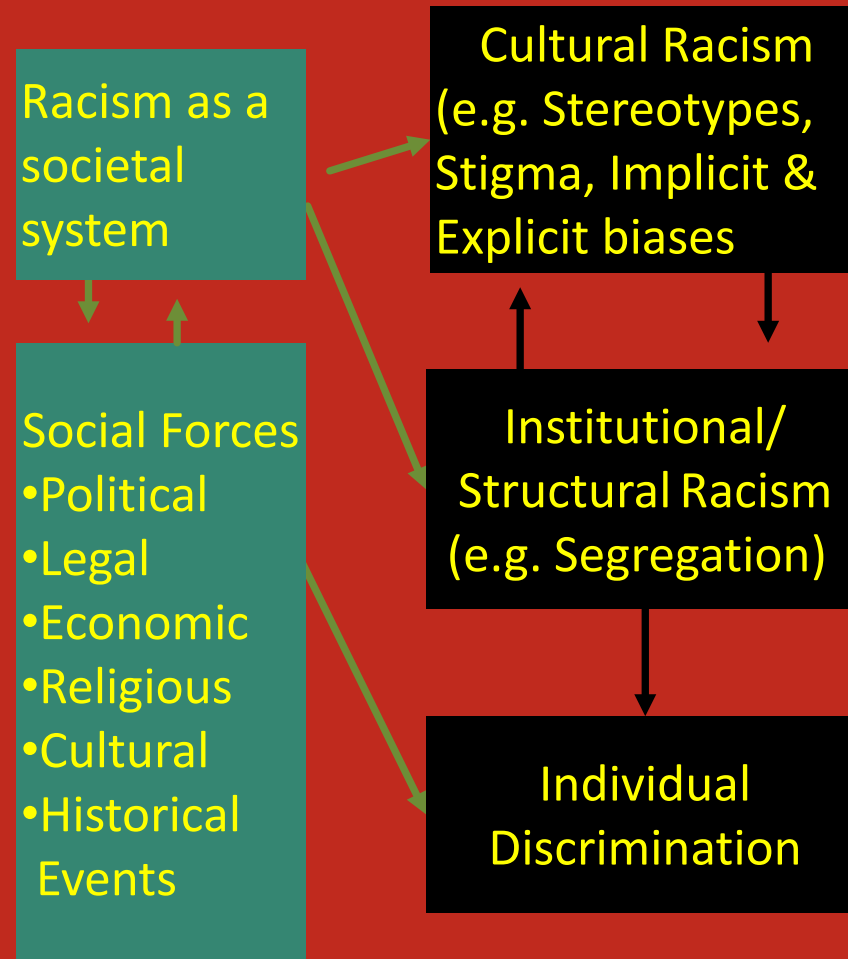 Racism as a
societal
system
Social Forces
•Political
•Legal
•Economic
•Religious
•Cultural
•Historical
Events
Cultural Racism
(e.g. Stereotypes,
Stigma, Implicit &
Explicit biases
Institutional/
Structural Racism
(e.g. Segregation)
Individual
Discrimination